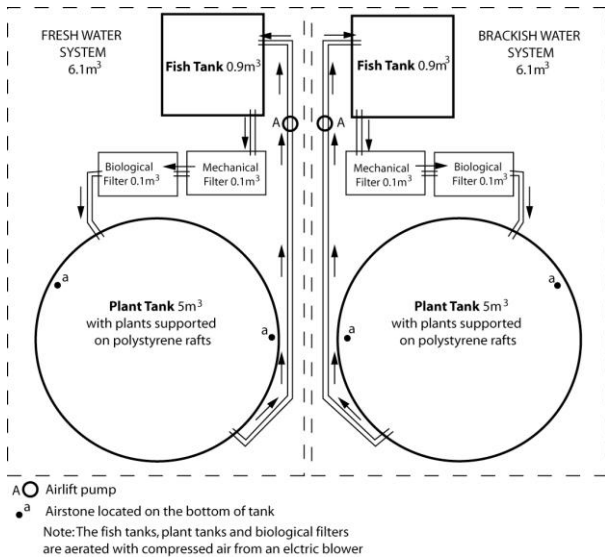 FRESH WATER
SYSTEM
6.1m³
Fish Tank 0.9m³
A
Biological
Filter 0.1m³
Mechanical
Filter 0.1m³
a
Plant Tank 5m³
with plants supported
on polystyrene rafts
a
BRACKISH WATER
SYSTEM
6.1m³
Fish Tank 0.9m³
A
Mechanical
Filter 0.1m³
Biological
Filter 0.1m³
a
Plant Tank 5m³
with plants supported
on polystyrene rafts
a
A Airlift pump
a Airstone located on the bottom of tank
Note: The fish tanks, plant tanks and biological filters
are aerated with compressed air from an elctric blower